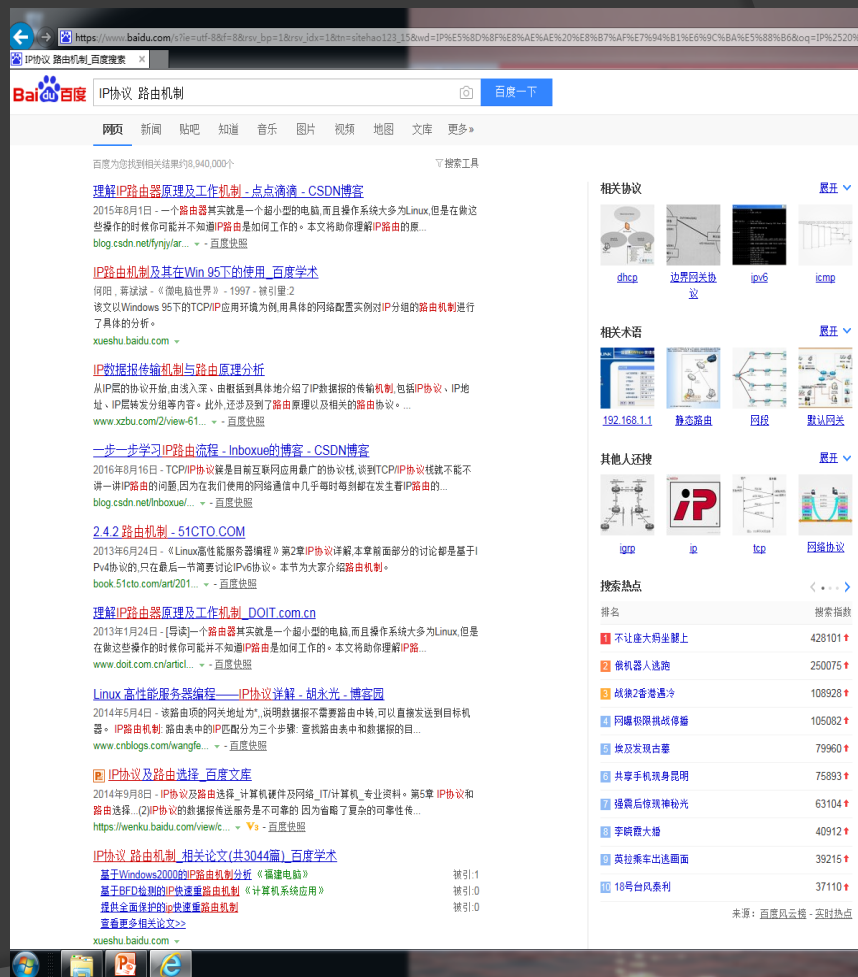 https://www.baidu.com/s?ie=utf-8&f=8&rsv_bp=1&rsv_idx=1&tn=sitehao123_15&wd=IP%E5%8D%8F%E8%AE%AE%20%E8%B7%AF%E7%94%B1%E6%9C%BA%E5%88%B6&oq=IP%2520%
IP协议 路由机制_百度搜索
Bai百度
IP协议 路由机制
百度一下
网页 新闻 贴吧 知道 音乐 图片 视频 地图 文库 更多»
百度为您找到相关结果约8,940,000个
搜索工具
理解IP路由器原理及工作机制 - 点点滴滴 - CSDN博客
2015年8月1日 - 一个路由器其实就是一个超小型的电脑,而且操作系统大多为Linux,但是在做这
些操作的时候你可能并不知道IP路由是如何工作的。本文将助你理解IP路由的原...
blog.csdn.net/fynjy/ar... - 百度快照
IP路由机制及其在Win 95下的使用_百度学术
何阳 , 蒋斌斌 - 《微电脑世界》 - 1997 - 被引量:2
该文以Windows 95下的TCP/IP应用环境为例,用具体的网络配置实例对IP分组的路由机制进行
了具体的分析。
xueshu.baidu.com
IP数据报传输机制与路由原理分析
从IP层的协议开始,由浅入深、由概括到具体地介绍了IP数据报的传输机制,包括IP协议、IP地
址、IP层转发分组等内容。此外,还涉及到了路由原理以及相关的路由协议。...
www.xzbu.com/2/view-61... - 百度快照
一步一步学习IP路由流程 - Inboxue的博客 - CSDN博客
2016年8月16日 - TCP/IP协议簇是目前互联网应用最广的协议栈,谈到TCP/IP协议栈就不能不
讲一讲IP路由的问题,因为在我们使用的网络通信中几乎每时每刻都在发生着IP路由的...
blog.csdn.net/lnboxue/... - 百度快照
2.4.2 路由机制 - 51CTO.COM
2013年6月24日 - 《Linux高性能服务器编程》第2章IP协议详解,本章前面部分的讨论都是基于I
Pv4协议的,只在最后一节简要讨论IPv6协议。本节为大家介绍路由机制。
book.51cto.com/art/201... - 百度快照
理解IP路由器原理及工作机制_DOIT.com.cn
2013年1月24日 - [导读]一个路由器其实就是一个超小型的电脑,而且操作系统大多为Linux,但是
在做这些操作的时候你可能并不知道IP路由是如何工作的。本文将助你理解IP路...
www.doit.com.cn/articl... - 百度快照
Linux 高性能服务器编程——IP协议详解 - 胡永光 - 博客园
2014年5月4日 - 该路由项的网关地址为*,,说明数据报不需要路由中转,可以直接发送到目标机
器。 IP路由机制: 路由表中的IP匹配分为三个步骤: 查找路由表中和数据报的目...
www.cnblogs.com/wangfe... - 百度快照
IP协议及路由选择_百度文库
2014年9月8日 - IP协议及路由选择_计算机硬件及网络_IT/计算机_专业资料。第5章 IP协议和
路由选择...(2)IP协议的数据报传送服务是不可靠的 因为省略了复杂的可靠性传...
https://wenku.baidu.com/view/c... V3 - 百度快照
IP协议 路由机制_相关论文(共3044篇)_百度学术
基于Windows2000的IP路由机制分析 《福建电脑》 被引:1
基于BFD检测的IP快速重路由机制 《计算机系统应用》 被引:0
提供全面保护的ip快速重路由机制 被引:0
查看更多相关论文>>
xueshu.baidu.com
相关协议 展开
dhcp 边界网关协议 ipv6 icmp
相关术语 展开
192.168.1.1 静态路由 网段 默认网关
其他人还搜 展开
igrp ip tcp 网络协议
搜索热点
排名 搜索指数
1 不让座大妈坐腿上 428101
2 俄机器人逃跑 250075
3 战狼2香港遇冷 108928
4 网曝极限挑战停播 105082
5 埃及发现古墓 79960
6 共享手机现身昆明 75893
7 强震后惊现神秘光 63104
8 李晓霞大婚 40912
9 英拉乘车出逃画面 39215
10 18号台风泰利 37110
来源：百度风云榜 - 实时热点